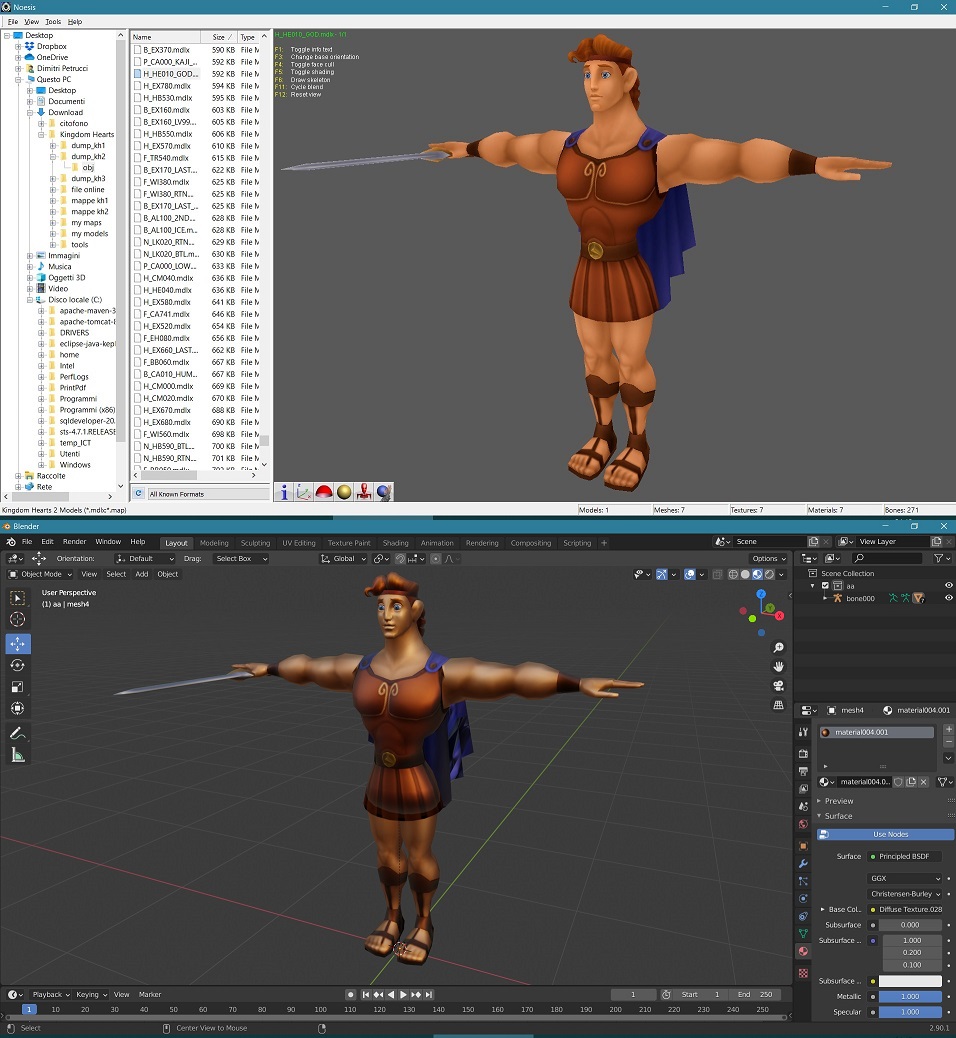 Noesis
File View Tools Help
Desktop
Dropbox
OneDrive
Dimitri Petrucci
Questo PC
Desktop
Documenti
Download
citofono
Kingdom Hearts
dump_kh1
dump_kh2
obj
dump_kh3
file online
mappe kh1
mappe kh2
my maps
my models
tools
Immagini
Musica
Oggetti 3D
Video
Disco locale (C:)
apache-maven-3
apache-tomcat-
DRIVERS
eclipse-java-kep
home
Intel
PerfLogs
PrintPdf
Programmi
Programmi (x86)
sqldeveloper-20.
sts-4.7.1.RELEASE
temp_ICT
Utenti
Windows
Raccolte
Rete
Name Size Type
B_EX370.mdlx 590 KB File M
P_CA000_KAJI_... 592 KB File M
H_HE010_GOD... 592 KB File M
H_EX780.mdlx 594 KB File M
H_HB530.mdlx 595 KB File M
B_EX160.mdlx 603 KB File M
B_EX160_LV99... 605 KB File M
H_HB550.mdlx 606 KB File M
H_EX570.mdlx 610 KB File M
F_TR540.mdlx 615 KB File M
B_EX170_LAST... 622 KB File M
F_WI380.mdlx 625 KB File M
F_WI380_RTN... 625 KB File M
B_EX170_LAST_... 625 KB File M
B_AL100_2ND... 628 KB File M
B_AL100_ICE.m... 628 KB File M
N_LK020_RTN... 629 KB File M
N_LK020_BTL.m... 630 KB File M
P_CA000_LOW... 633 KB File M
H_CM040.mdlx 636 KB File M
H_HE040.mdlx 636 KB File M
H_EX580.mdlx 641 KB File M
F_CA741.mdlx 646 KB File M
H_EX520.mdlx 654 KB File M
F_EH080.mdlx 656 KB File M
H_EX660_LAST... 662 KB File M
F_BB060.mdlx 667 KB File M
B_CA010_HUM... 667 KB File M
H_CM000.mdlx 669 KB File M
H_CM020.mdlx 670 KB File M
H_EX670.mdlx 688 KB File M
H_EX680.mdlx 690 KB File M
F_WI560.mdlx 698 KB File M
N_HB590_BTL... 700 KB File M
N_HB590_RTN... 701 KB File M
All Known Formats
H_HE010_GOD.mdlx - 1/1
F1: Toggle info text
F3: Change base orientation
F4: Toggle face cull
F5: Toggle shading
F6: Draw skeleton
F11: Cycle blend
F12: Reset view
Kingdom Hearts 2 Models (*.mdlx;*.map) Models: 1 Meshes: 7 Textures: 7 Materials: 7 Bones: 271
Blender
File Edit Render Window Help Layout Modeling Sculpting UV Editing Texture Paint Shading Animation Rendering Compositing Scripting + Scene View Layer
Orientation: Default Drag: Select Box Global Options
Object Mode View Select Add Object
User Perspective
(1) aa | mesh4
Z
Y
X
Scene Collection
aa
bone000
mesh4 material004.001
material004.001
material004.0...
Preview
Surface
Use Nodes
Surface Principled BSDF
GGX
Christensen-Burley
Base Col... Diffuse Texture.028
Subsurface 0.000
Subsurface ... 1.000
0.200
0.100
Subsurface ...
Metallic 1.000
Specular 1.000
Playback Keying View Marker 1 Start 1 End 250
1 10 20 30 40 50 60 70 80 90 100 110 120 130 140 150 160 170 180 190 200 210 220 230 240 250
Select Center View to Mouse 2.90.1